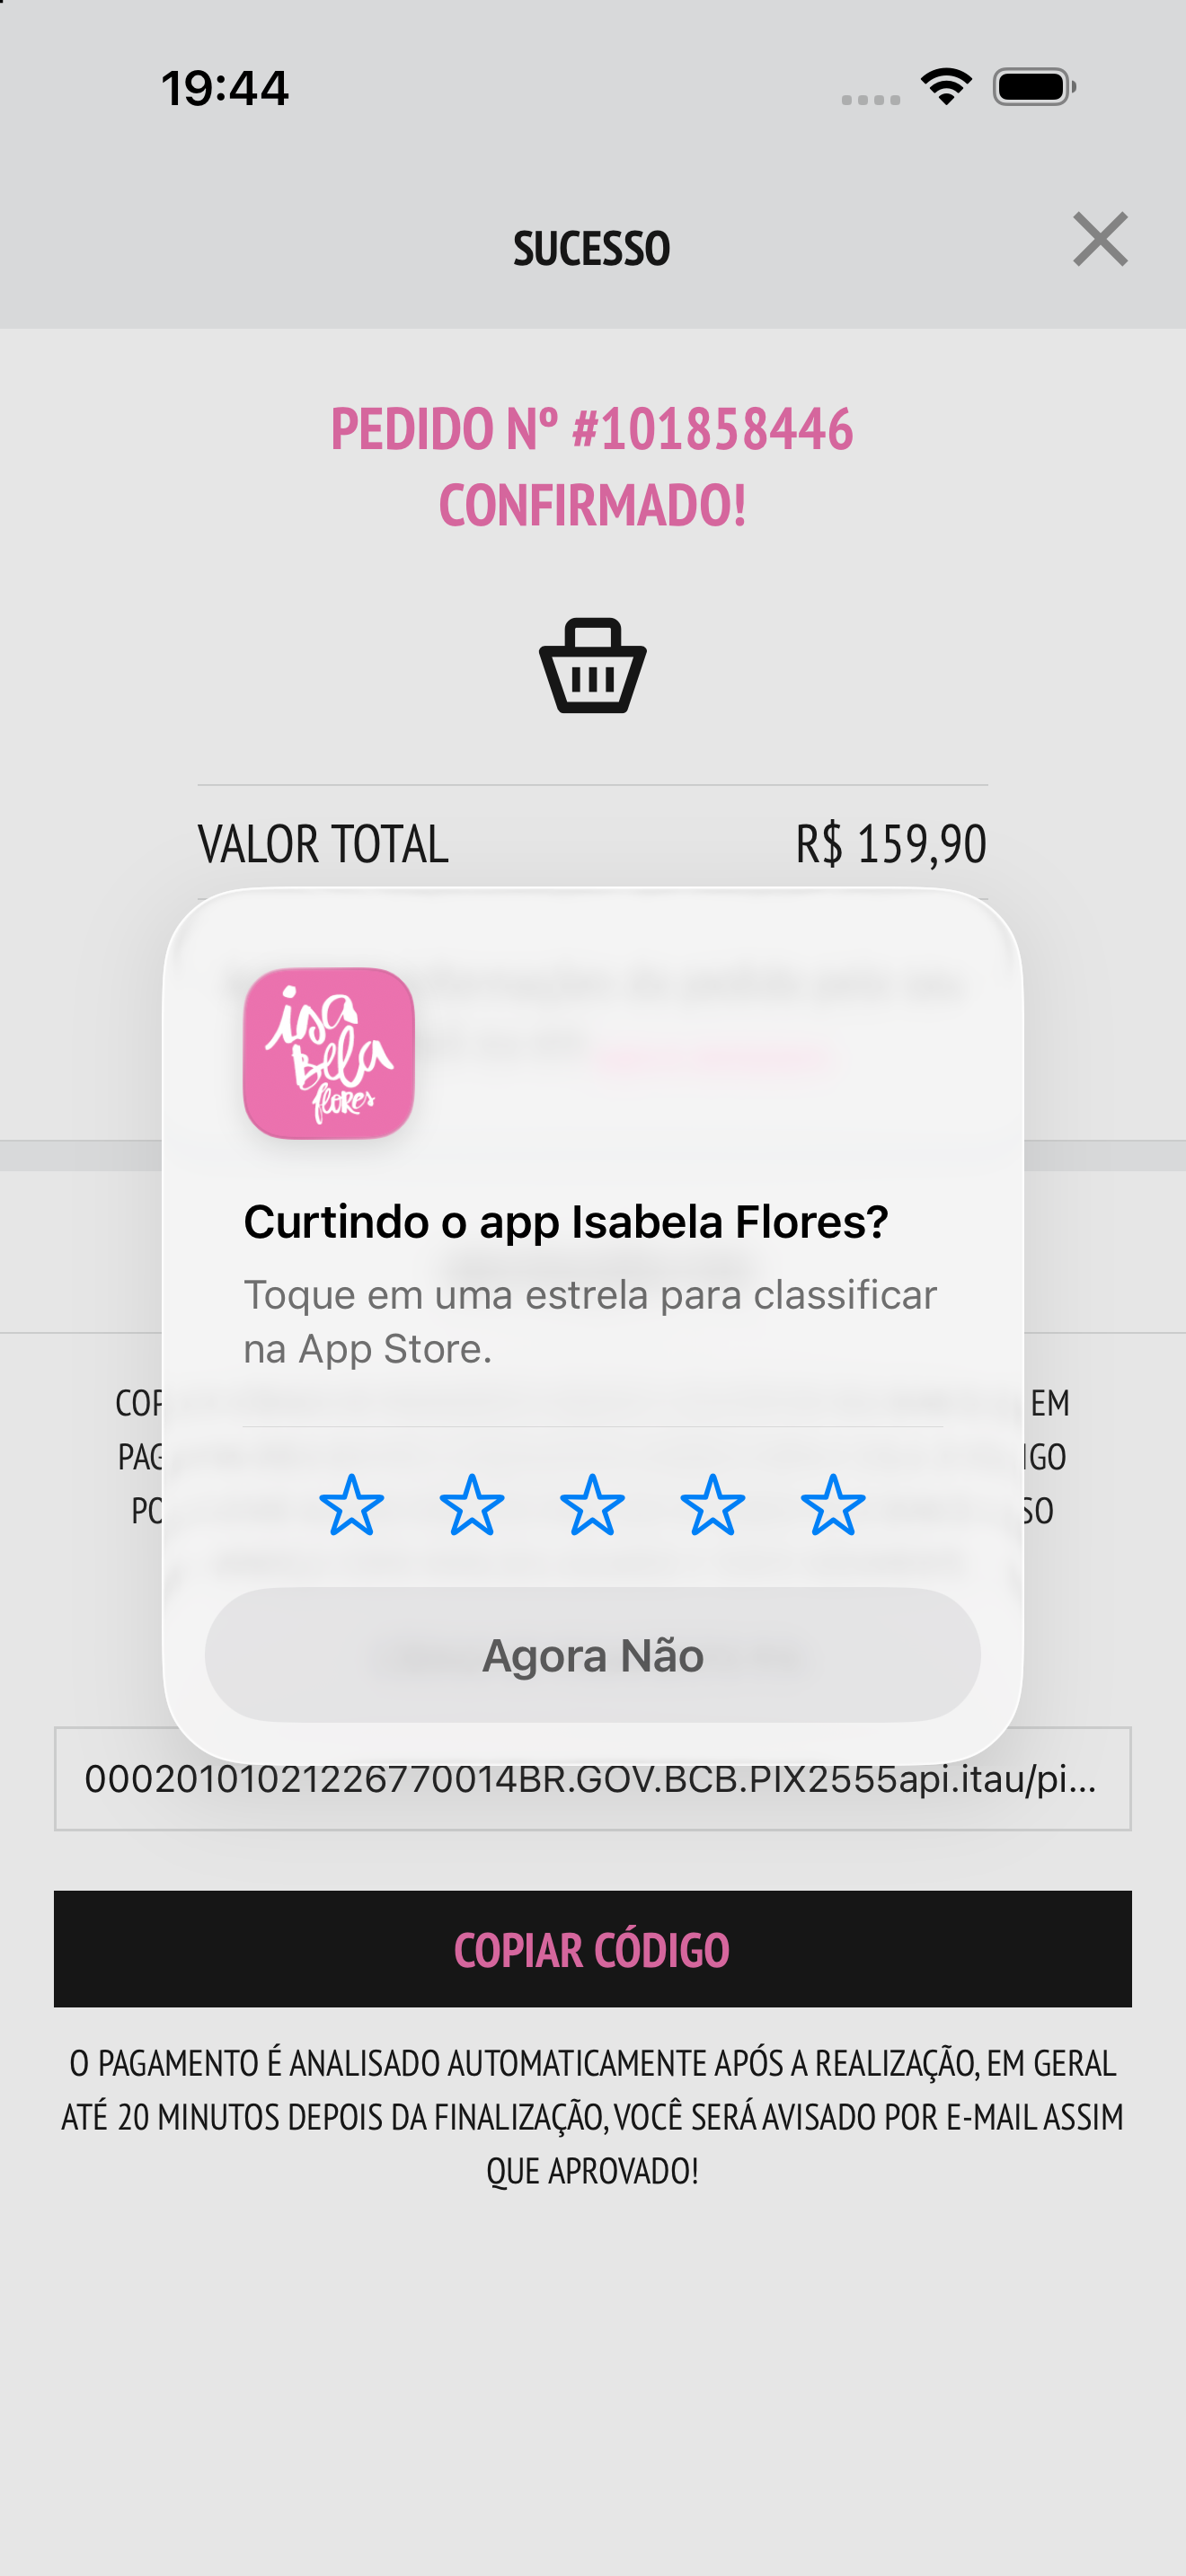 19:44
SUCESSO
PEDIDO Nº #101858446
CONFIRMADO!
VALOR TOTAL R$ 159,90
isa
Bela
flores
Curtindo o app Isabela Flores?
Toque em uma estrela para classificar
na App Store.
EM
Agora Não
00020101021226770014BR.GOV.BCB.PIX2555api.itau/pi...
COPIAR CÓDIGO
O PAGAMENTO É ANALISADO AUTOMATICAMENTE APÓS A REALIZAÇÃO, EM GERAL
ATÉ 20 MINUTOS DEPOIS DA FINALIZAÇÃO, VOCÊ SERÁ AVISADO POR E-MAIL ASSIM
QUE APROVADO!